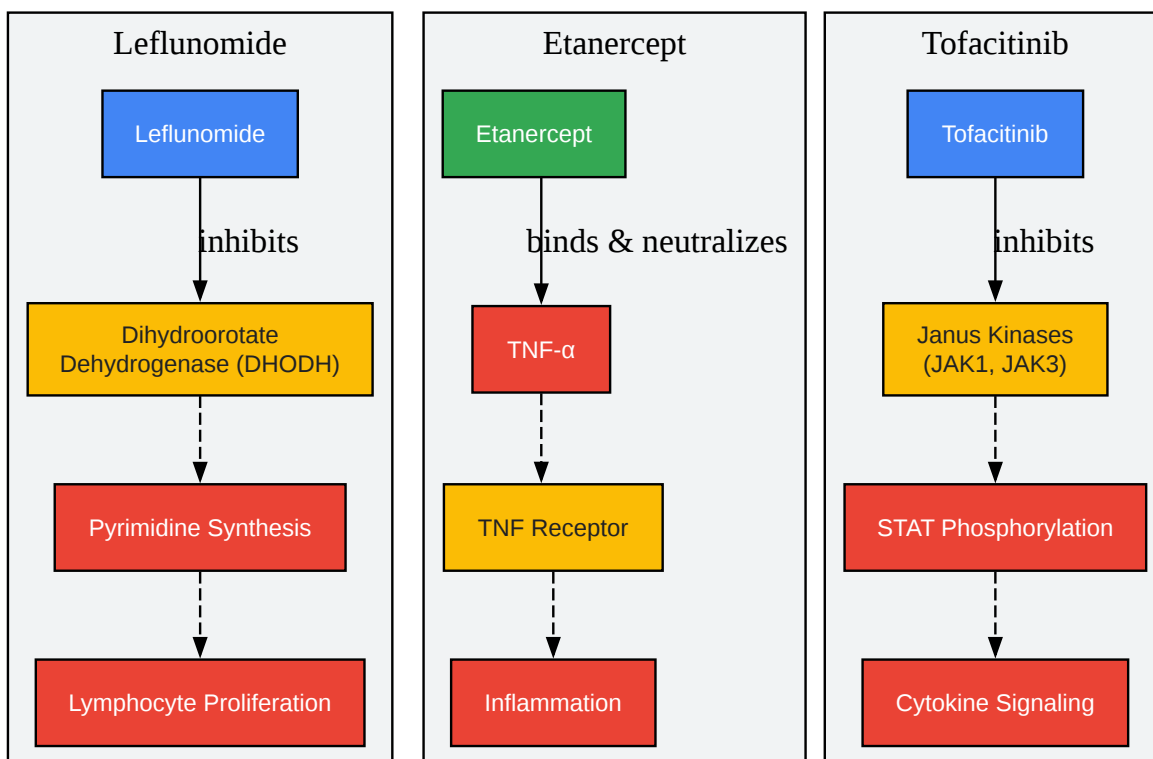 Leflunomide
Leflunomide
inhibits
Dihydroorotate
Dehydrogenase (DHODH)
Pyrimidine Synthesis
Lymphocyte Proliferation
Etanercept
Etanercept
binds & neutralizes
TNF-α
TNF Receptor
Inflammation
Tofacitinib
Tofacitinib
inhibits
Janus Kinases
(JAK1, JAK3)
STAT Phosphorylation
Cytokine Signaling